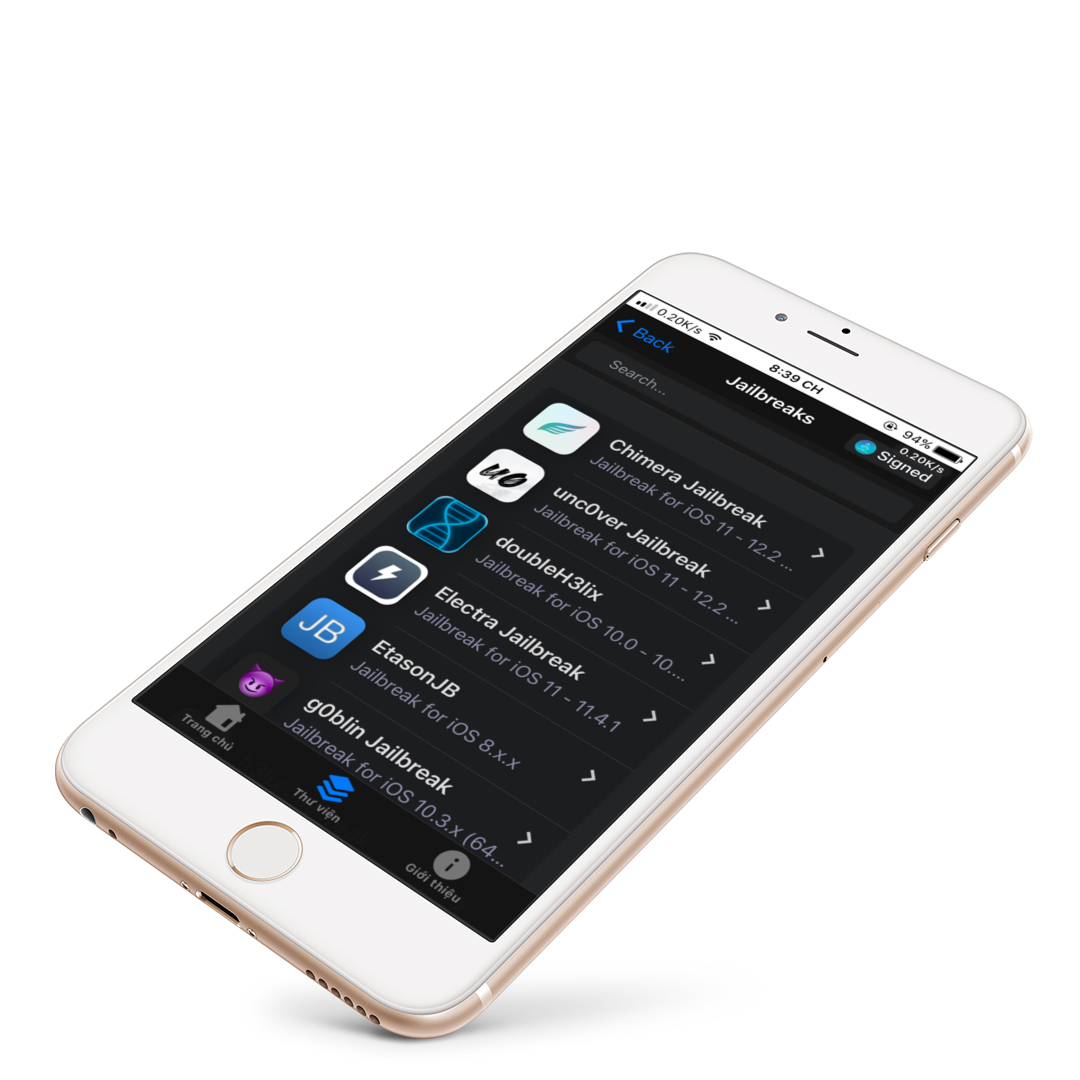 0.20K/s
8:39 CH
94%
0.20K/s
Back
Jailbreaks
Signed
Search...
Chimera Jailbreak
Jailbreak for iOS 11 - 12.2 ...
u0
unc0ver Jailbreak
Jailbreak for iOS 11 - 12.2 ...
doubleH3lix
Jailbreak for iOS 10.0 - 10....
Electra Jailbreak
Jailbreak for iOS 11 - 11.4.1
JB
EtasonJB
Jailbreak for iOS 8.x.x
g0blin Jailbreak
Jailbreak for iOS 10.3.x (64...
Trang chủ
Thư viện
Giới thiệu